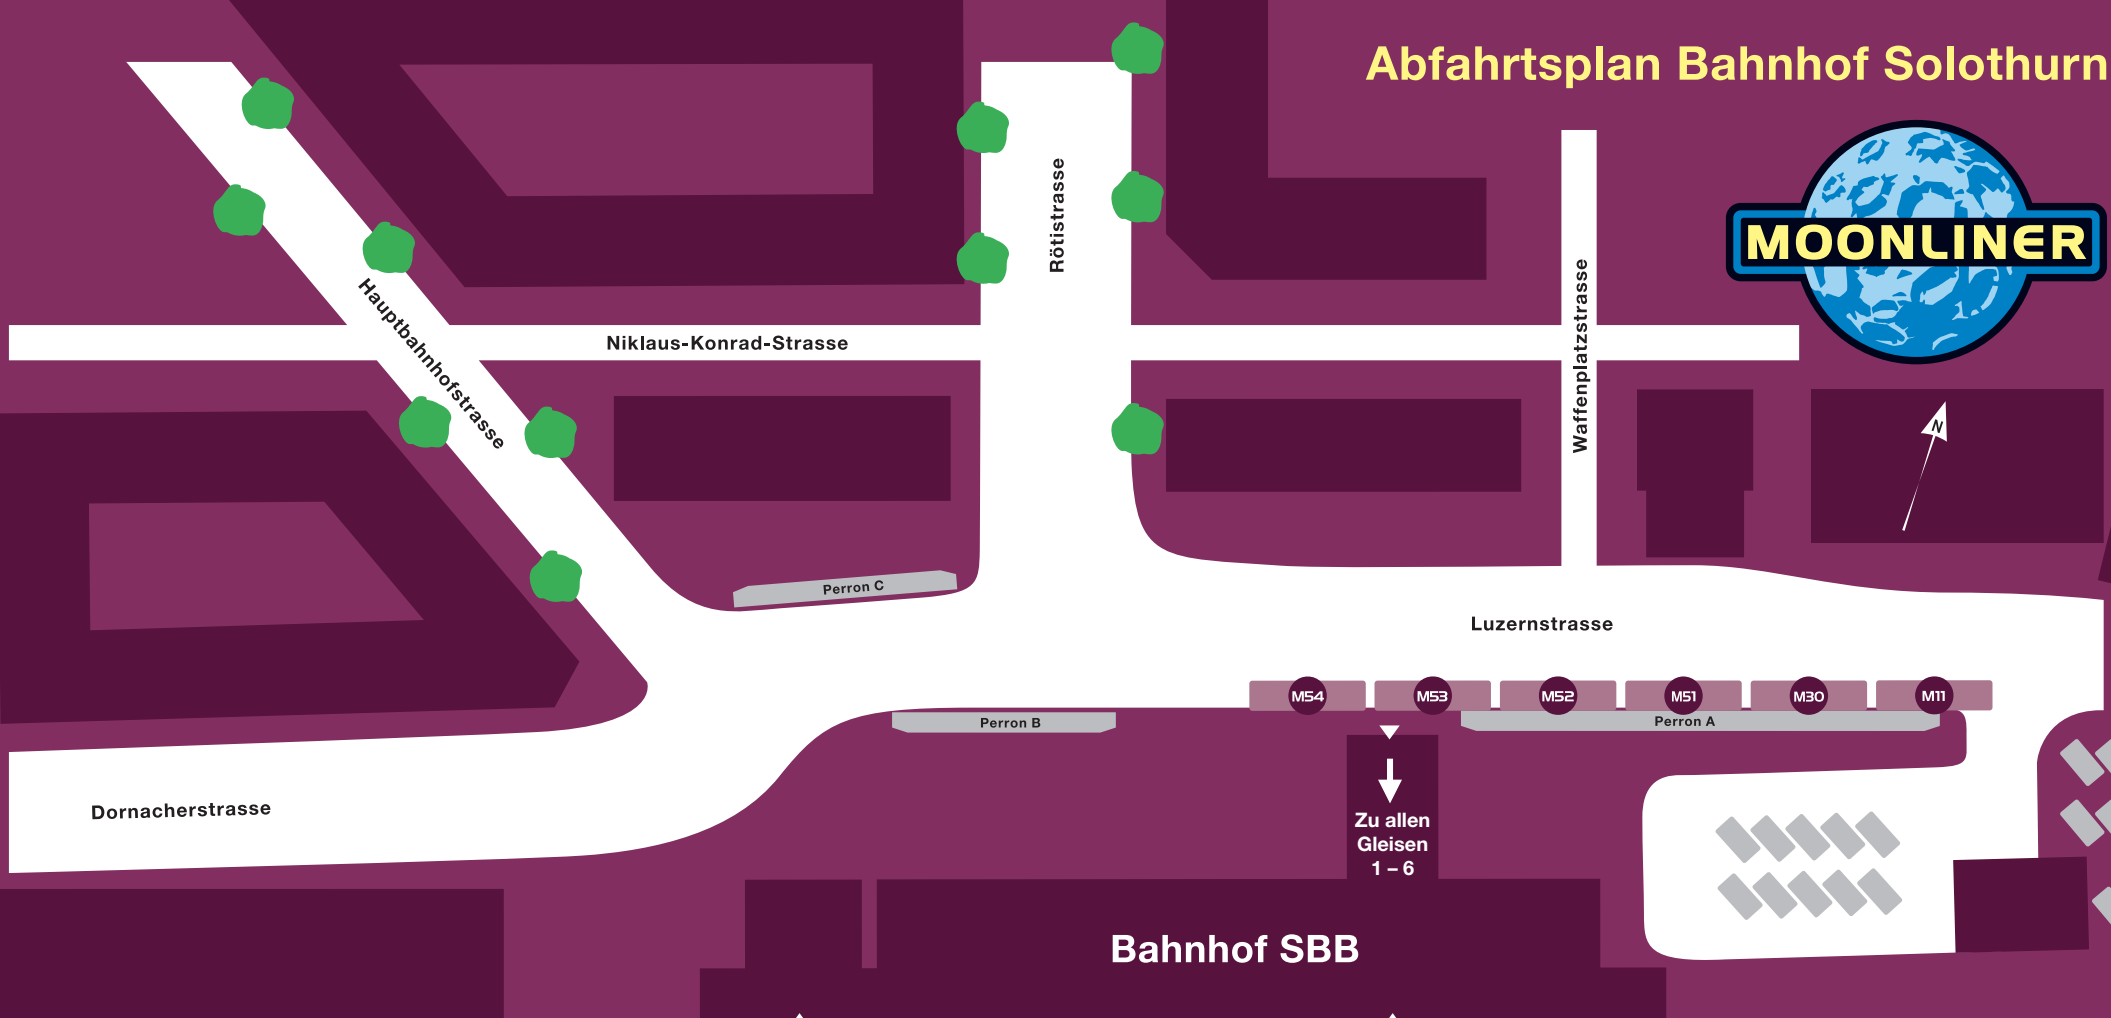 Abfahrtsplan Bahnhof Solothurn
MOONLINER
Rötistrasse
Hauptbahnhofstrasse
Niklaus-Konrad-Strasse
Waffenplatzstrasse
N
Perron C
Luzernstrasse
M54
M53
M52
M51
M30
M11
Perron B
Perron A
Dornacherstrasse
Zu allen
Gleisen
1 – 6
Bahnhof SBB